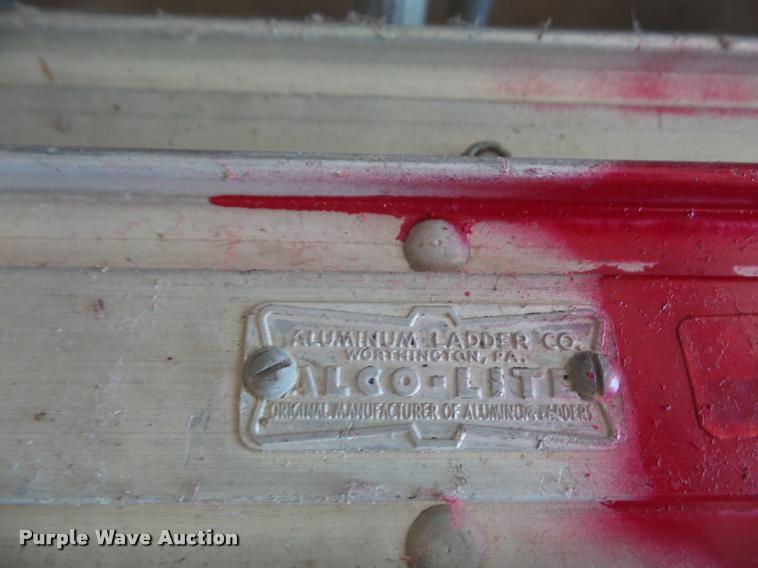 ALUMINUM LADDER CO.
WORTHINGTON, PA.
ALCO-LITE
ORIGINAL MANUFACTURER OF ALUMINUM LADDERS
Purple Wave Auction®